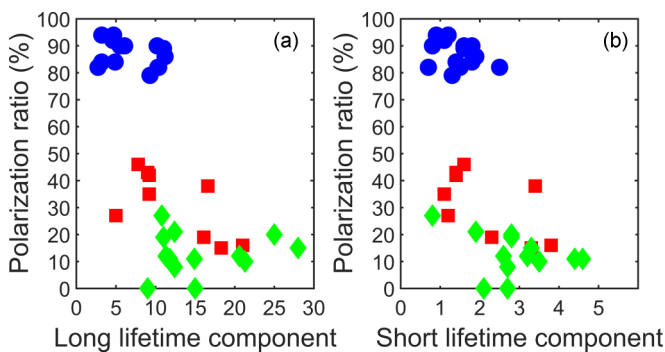 (a)
Polarization ratio (%)
100
90
80
70
60
50
40
30
20
10
0
0 5 10 15 20 25 30
Long lifetime component
(b)
Polarization ratio (%)
100
90
80
70
60
50
40
30
20
10
0
0 1 2 3 4 5
Short lifetime component